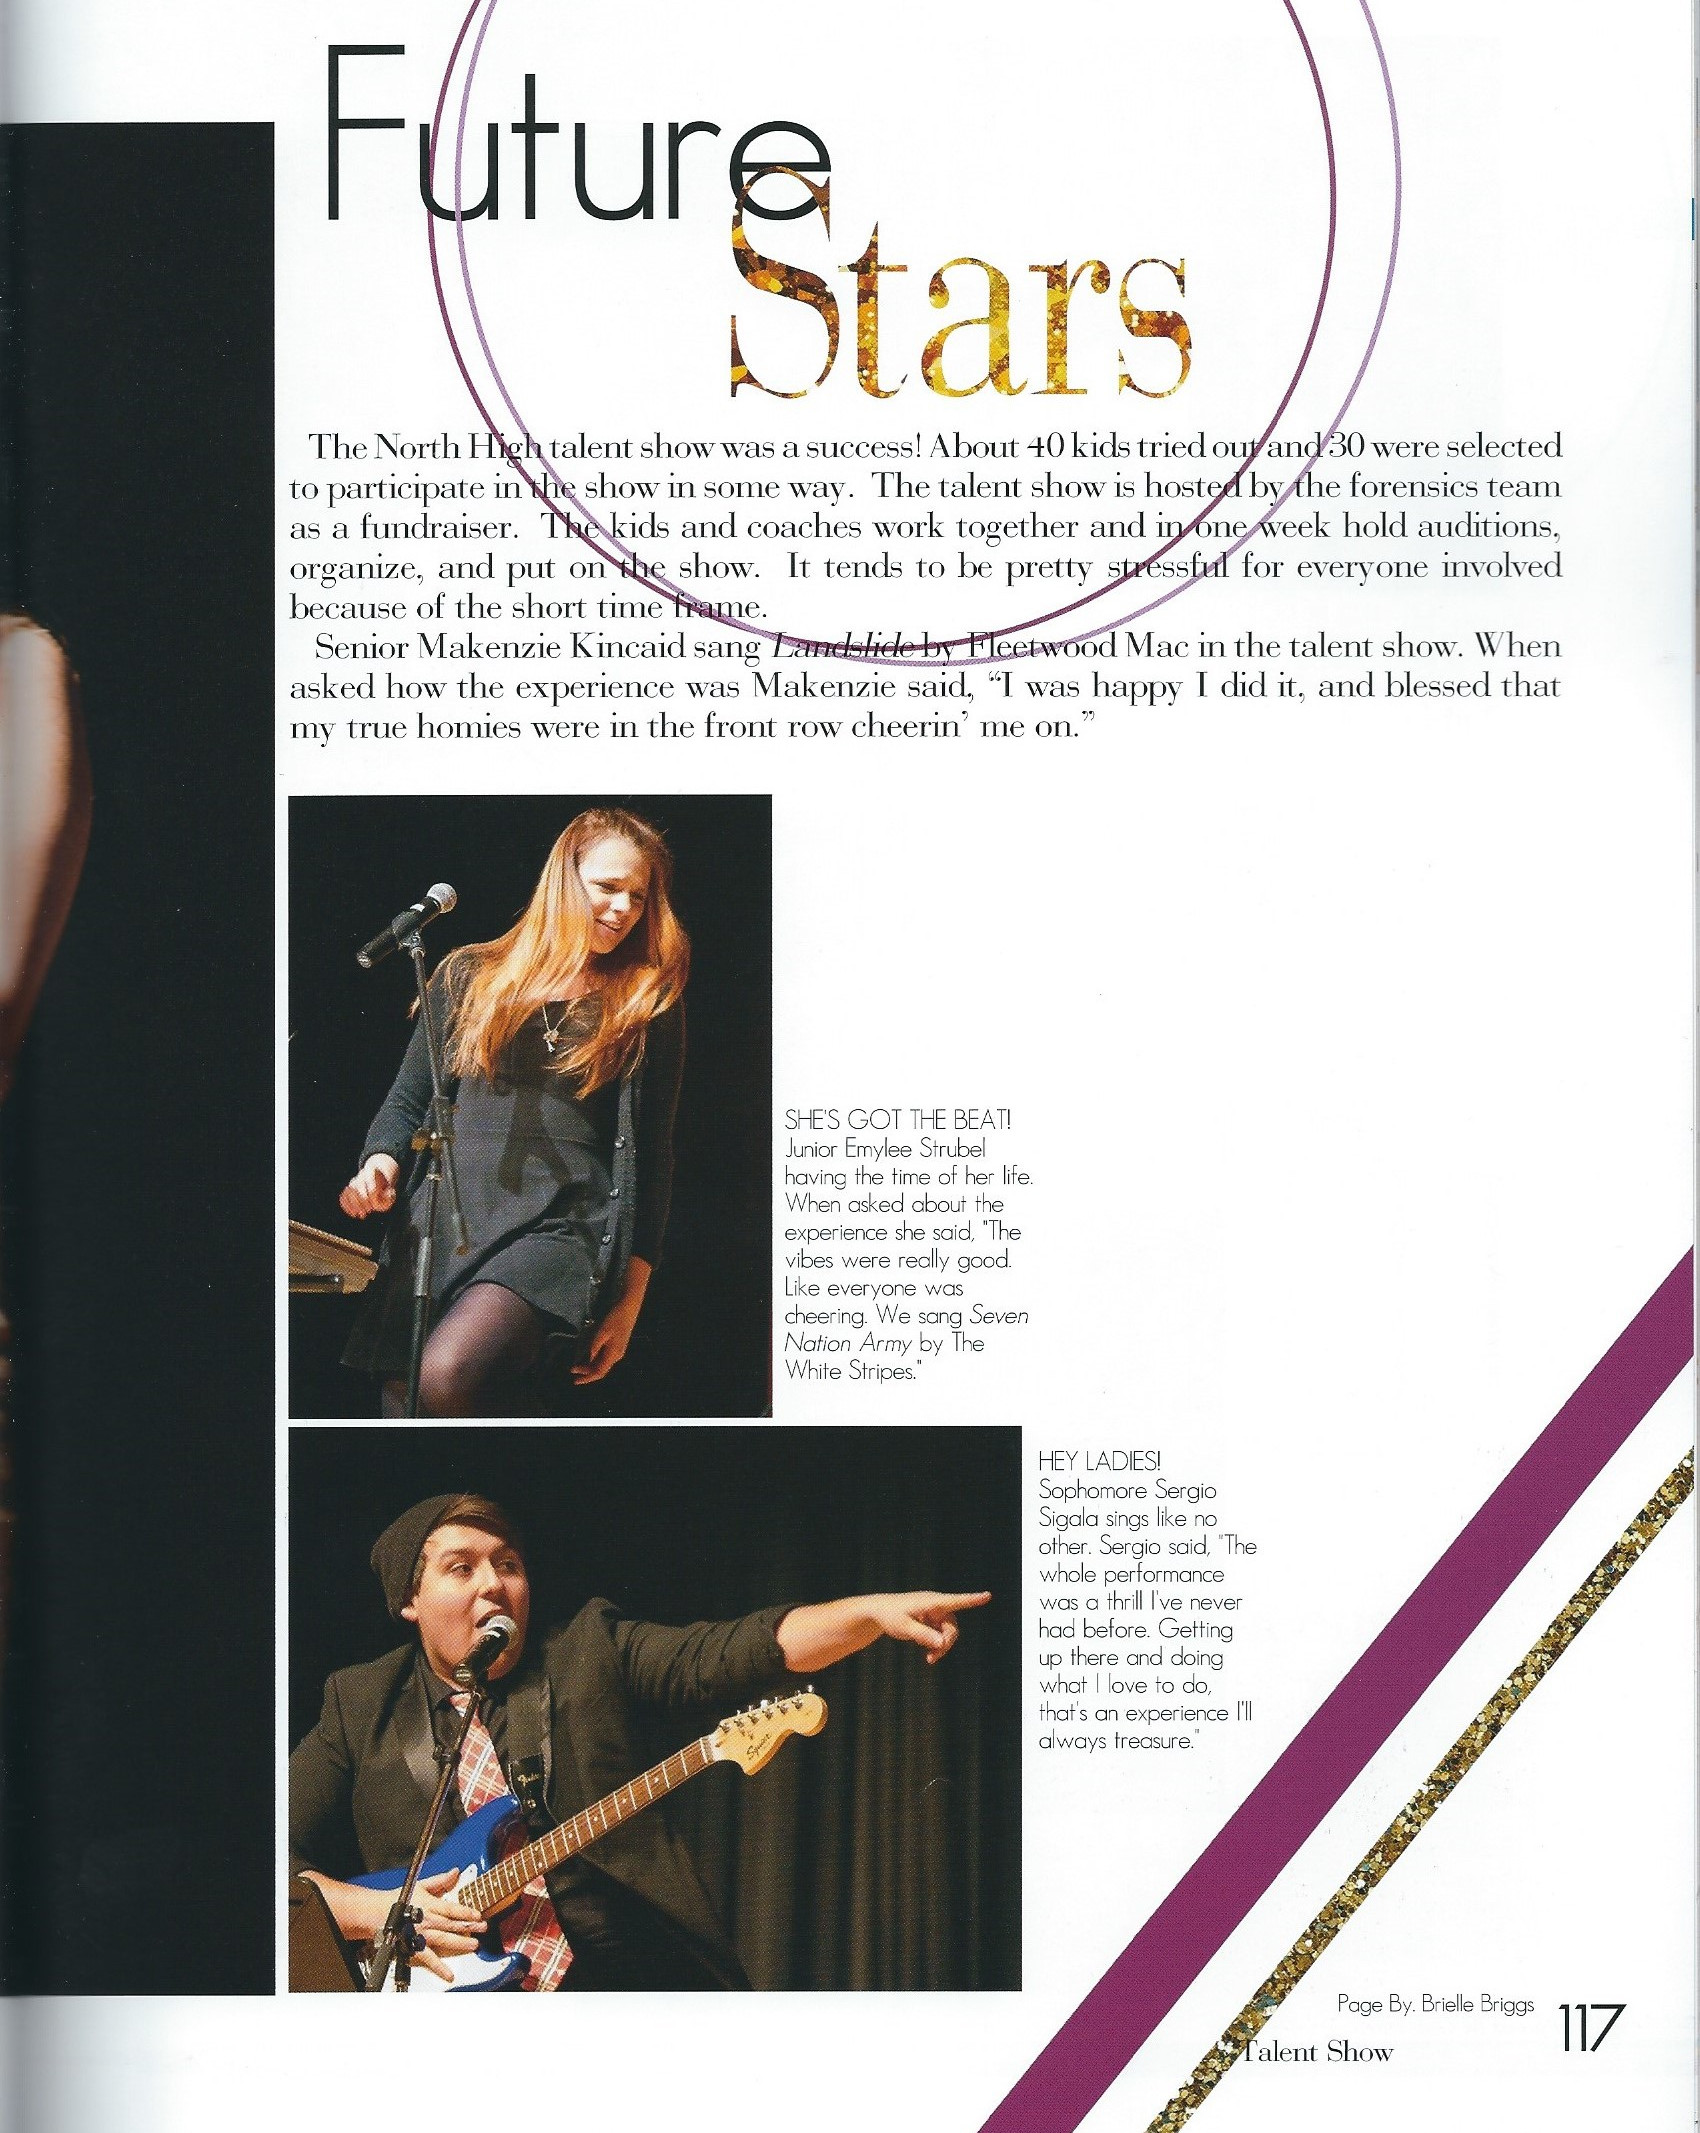 Future
Stars
The North High talent show was a success! About 40 kids tried out and 30 were selected
to participate in the show in some way. The talent show is hosted by the forensics team
as a fundraiser. The kids and coaches work together and in one week hold auditions,
organize, and put on the show. It tends to be pretty stressful for everyone involved
because of the short time frame.
Senior Makenzie Kincaid sang Landslide by Fleetwood Mac in the talent show. When
asked how the experience was Makenzie said, “I was happy I did it, and blessed that
my true homies were in the front row cheerin’ me on.”
SHE'S GOT THE BEAT!
Junior Emylee Strubel
having the time of her life.
When asked about the
experience she said, "The
vibes were really good.
Like everyone was
cheering. We sang Seven
Nation Army by The
White Stripes."
HEY LADIES!
Sophomore Sergio
Sigala sings like no
other. Sergio said, "The
whole performance
was a thrill I've never
had before. Getting
up there and doing
what I love to do,
that's an experience I'll
always treasure."
Squier
Fender
Page By. Brielle Briggs
Talent Show
117